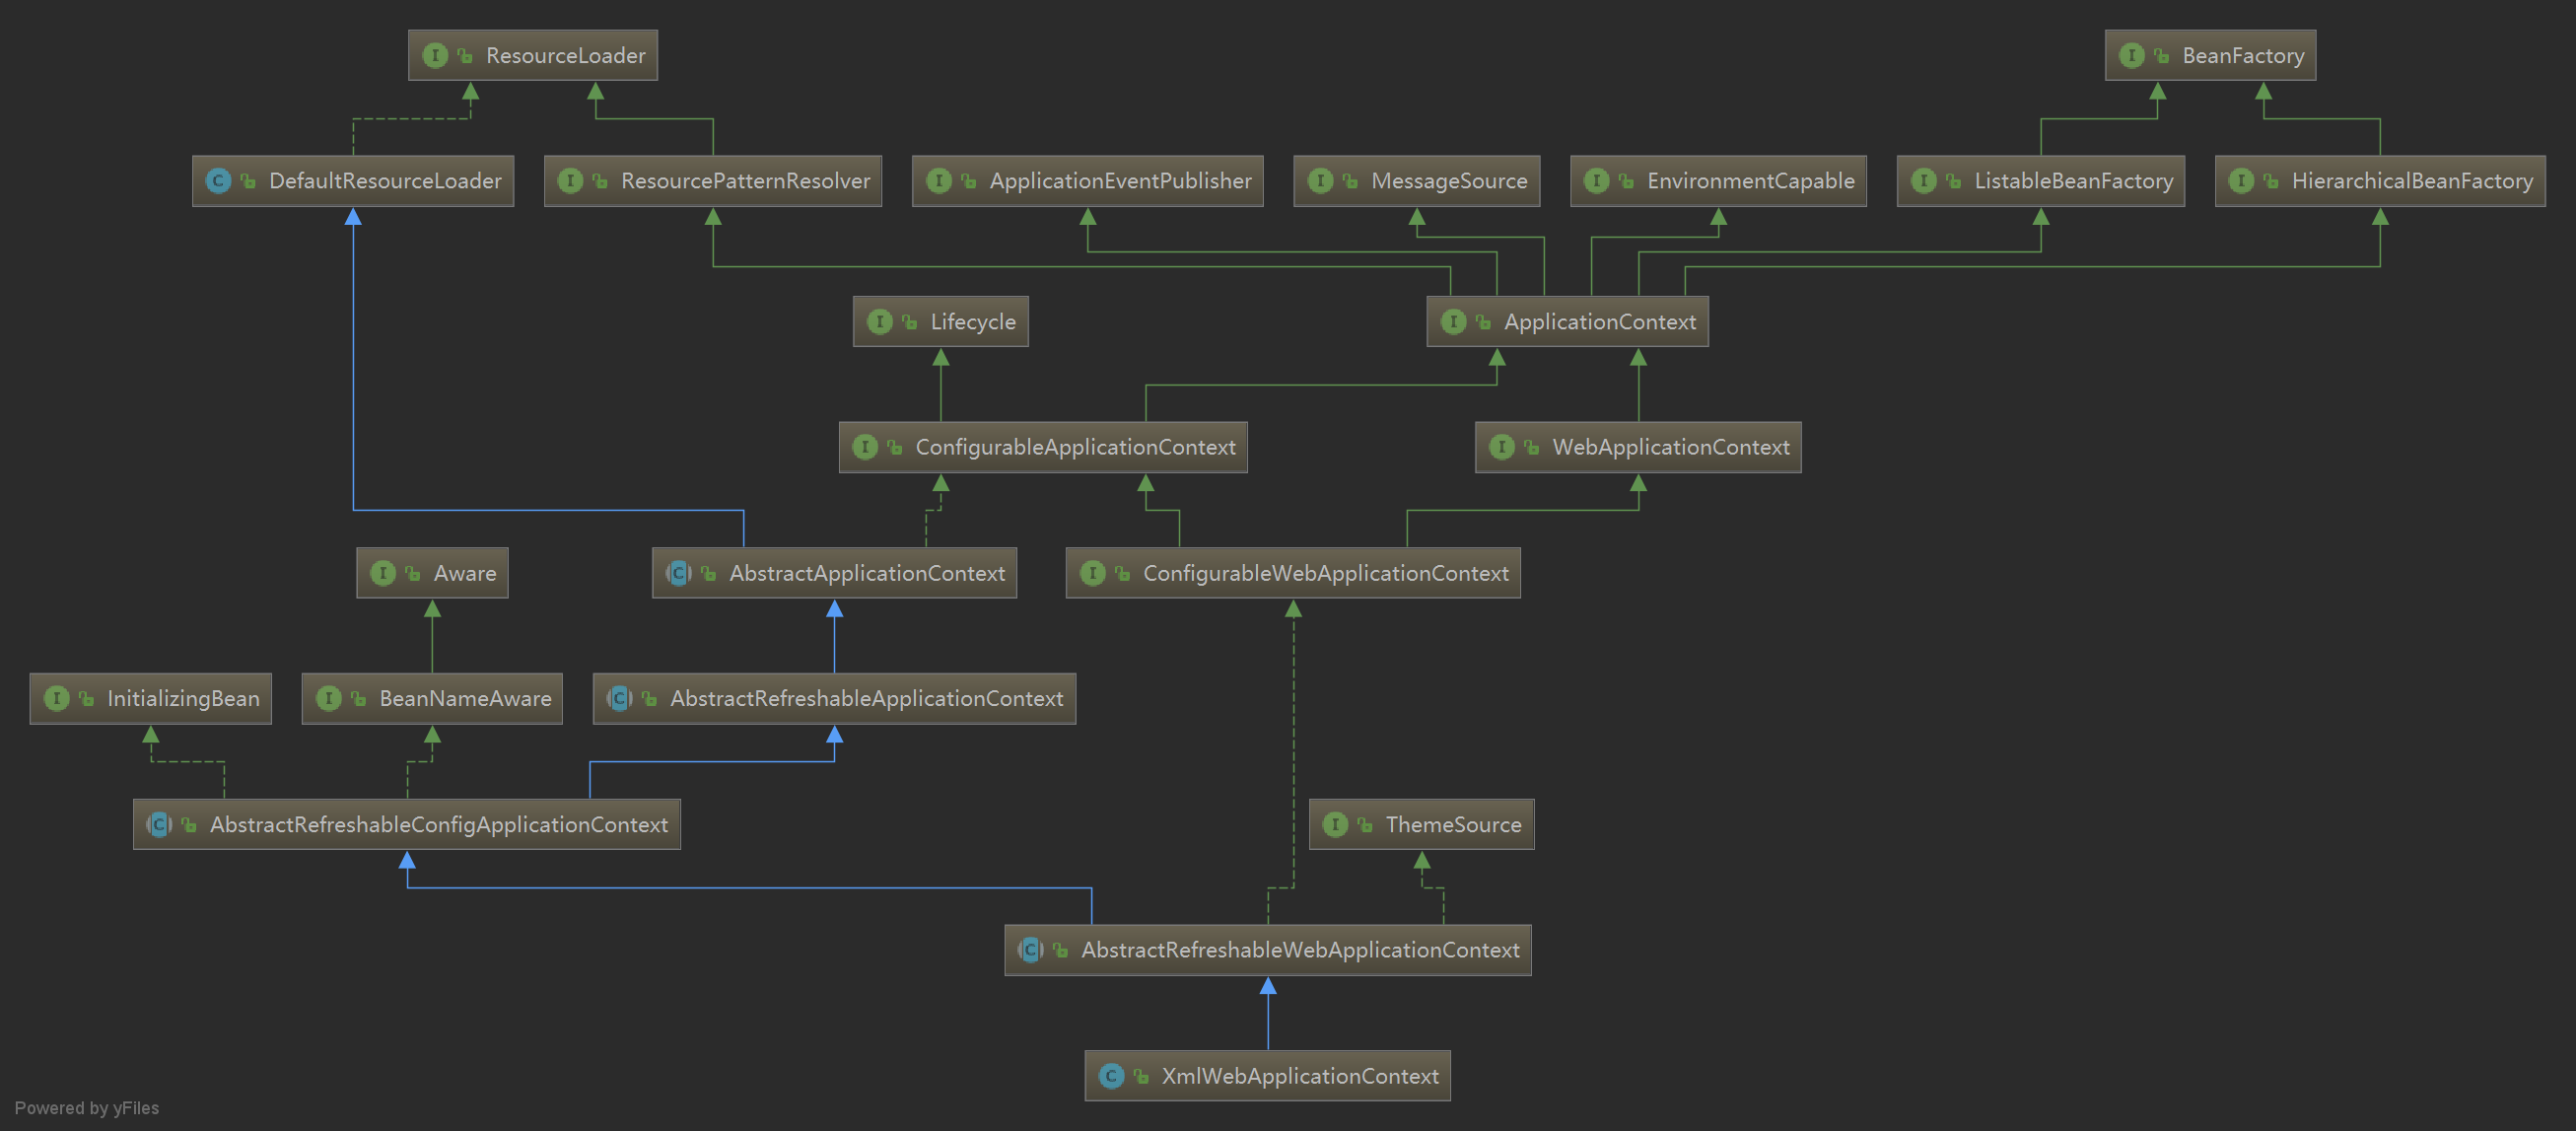 ResourceLoader
BeanFactory
DefaultResourceLoader
ResourcePatternResolver
ApplicationEventPublisher
MessageSource
EnvironmentCapable
ListableBeanFactory
HierarchicalBeanFactory
Lifecycle
ApplicationContext
ConfigurableApplicationContext
WebApplicationContext
Aware
AbstractApplicationContext
ConfigurableWebApplicationContext
InitializingBean
BeanNameAware
AbstractRefreshableApplicationContext
AbstractRefreshableConfigApplicationContext
ThemeSource
AbstractRefreshableWebApplicationContext
XmlWebApplicationContext
Powered by yFiles